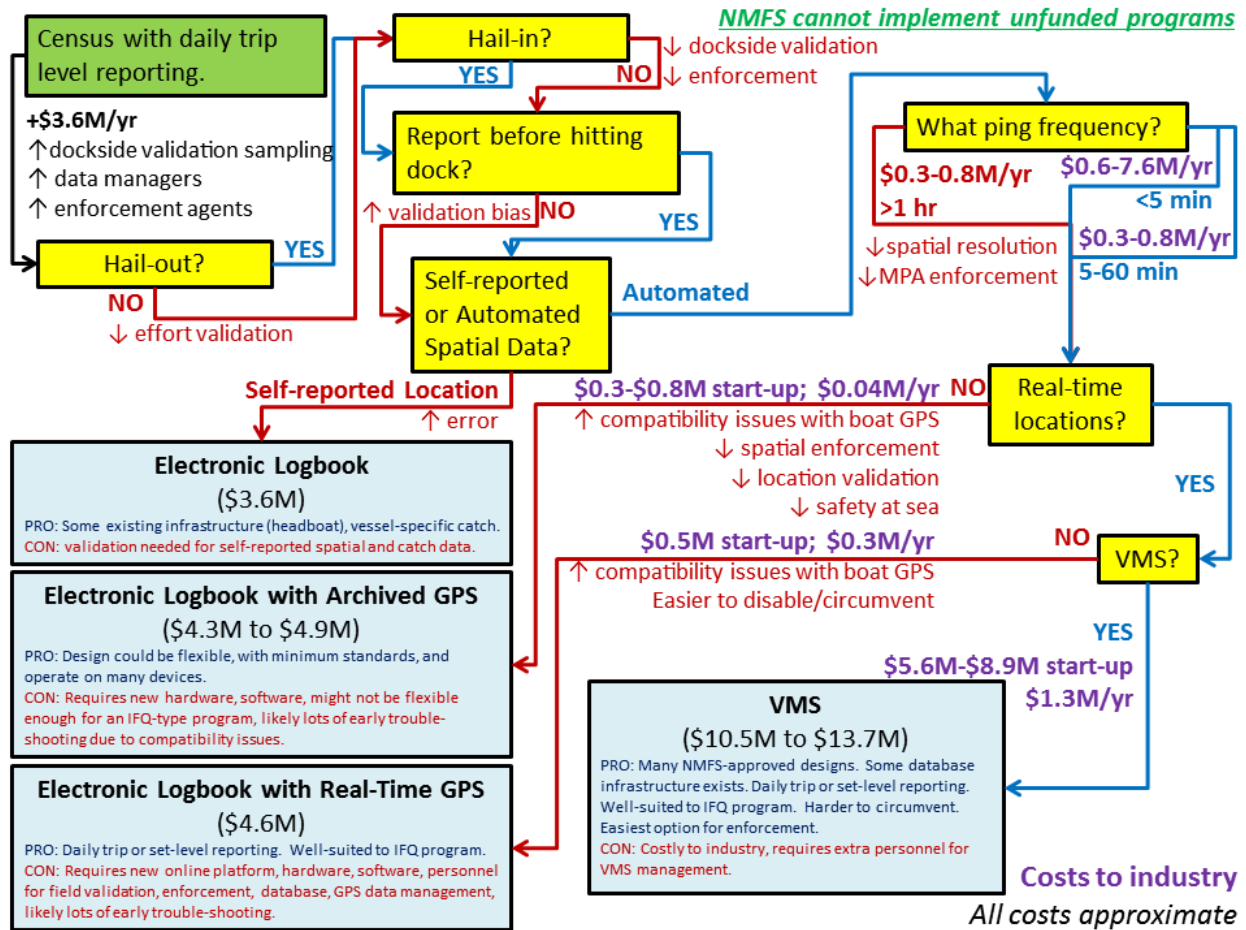 NMFS cannot implement unfunded programs
Census with daily trip
level reporting.
+$3.6M/yr
↑dockside validation sampling
↑ data managers
↑ enforcement agents
Hail-out?
YES
NO
↓ effort validation
Hail-in?
YES
NO
↓ dockside validation
↓ enforcement
Report before hitting
dock?
↑ validation bias
NO
YES
Self-reported
or Automated
Spatial Data?
Automated
What ping frequency?
$0.3-0.8M/yr
>1 hr
↓spatial resolution
↓MPA enforcement
$0.6-7.6M/yr
<5 min
$0.3-0.8M/yr
5-60 min
Self-reported Location
↑ error
Real-time
locations?
NO
$0.3-$0.8M start-up; $0.04M/yr
↑ compatibility issues with boat GPS
↓ spatial enforcement
↓ location validation
↓ safety at sea
YES
VMS?
NO
$0.5M start-up; $0.3M/yr
↑ compatibility issues with boat GPS
Easier to disable/circumvent
YES
$5.6M-$8.9M start-up
$1.3M/yr
Electronic Logbook
($3.6M)
PRO: Some existing infrastructure (headboat), vessel-specific catch.
CON: validation needed for self-reported spatial and catch data.
Electronic Logbook with Archived GPS
($4.3M to $4.9M)
PRO: Design could be flexible, with minimum standards, and
operate on many devices.
CON: Requires new hardware, software, might not be flexible
enough for an IFQ-type program, likely lots of early trouble-
shooting due to compatibility issues.
Electronic Logbook with Real-Time GPS
($4.6M)
PRO: Daily trip or set-level reporting. Well-suited to IFQ program.
CON: Requires new online platform, hardware, software, personnel
for field validation, enforcement, database, GPS data management,
likely lots of early trouble-shooting.
VMS
($10.5M to $13.7M)
PRO: Many NMFS-approved designs. Some database
infrastructure exists. Daily trip or set-level reporting.
Well-suited to IFQ program. Harder to circumvent.
Easiest option for enforcement.
CON: Costly to industry, requires extra personnel for
VMS management.
Costs to industry
All costs approximate